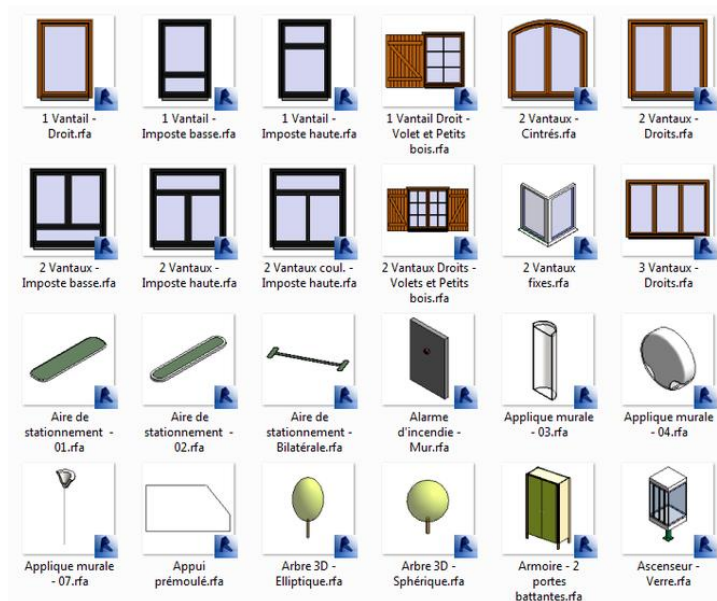 1 Vantail -
Droit.rfa
1 Vantail -
Imposte basse.rfa
1 Vantail -
Imposte haute.rfa
1 Vantail Droit -
Volet et Petits
bois.rfa
2 Vantaux -
Cintrés.rfa
2 Vantaux -
Droits.rfa
2 Vantaux -
Imposte basse.rfa
2 Vantaux -
Imposte haute.rfa
2 Vantaux coul. -
Imposte haute.rfa
2 Vantaux Droits -
Volets et Petits
bois.rfa
2 Vantaux
fixes.rfa
3 Vantaux -
Droits.rfa
Aire de
stationnement -
01.rfa
Aire de
stationnement -
02.rfa
Aire de
stationnement -
Bilatérale.rfa
Alarme
d'incendie -
Mur.rfa
Applique murale
- 03.rfa
Applique murale
- 04.rfa
Applique murale
- 07.rfa
Appui
prémoulé.rfa
Arbre 3D -
Elliptique.rfa
Arbre 3D -
Sphérique.rfa
Armoire - 2
portes
battantes.rfa
Ascenseur -
Verre.rfa